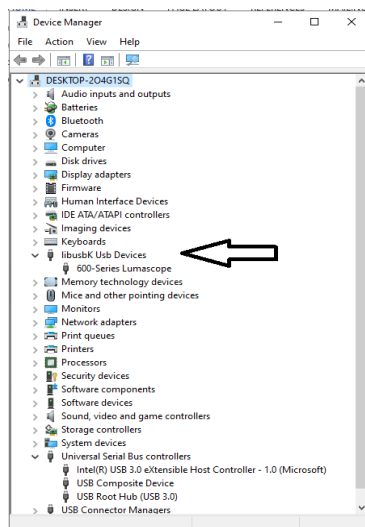 Device Manager
File Action View Help
DESKTOP-2O4G1SQ
Audio inputs and outputs
Batteries
Bluetooth
Cameras
Computer
Disk drives
Display adapters
Firmware
Human Interface Devices
IDE ATA/ATAPI controllers
Imaging devices
Keyboards
libusbK Usb Devices
600-Series Lumascope
Memory technology devices
Mice and other pointing devices
Monitors
Network adapters
Print queues
Printers
Processors
Security devices
Software components
Software devices
Sound, video and game controllers
Storage controllers
System devices
Universal Serial Bus controllers
Intel(R) USB 3.0 eXtensible Host Controller - 1.0 (Microsoft)
USB Composite Device
USB Root Hub (USB 3.0)
USB Connector Managers